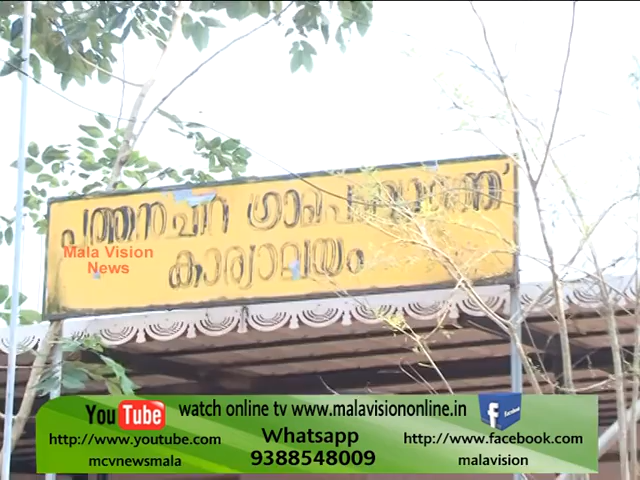 പുത്തൻചിറ ഗ്രാമപഞ്ചായത്ത്
കാര്യാലയം
Mala Vision
News
YouTube watch online tv www.malavisiononline.in facebook
http://www.youtube.com Whatsapp http://www.facebook.com
mcvnewsmala 9388548009 malavision